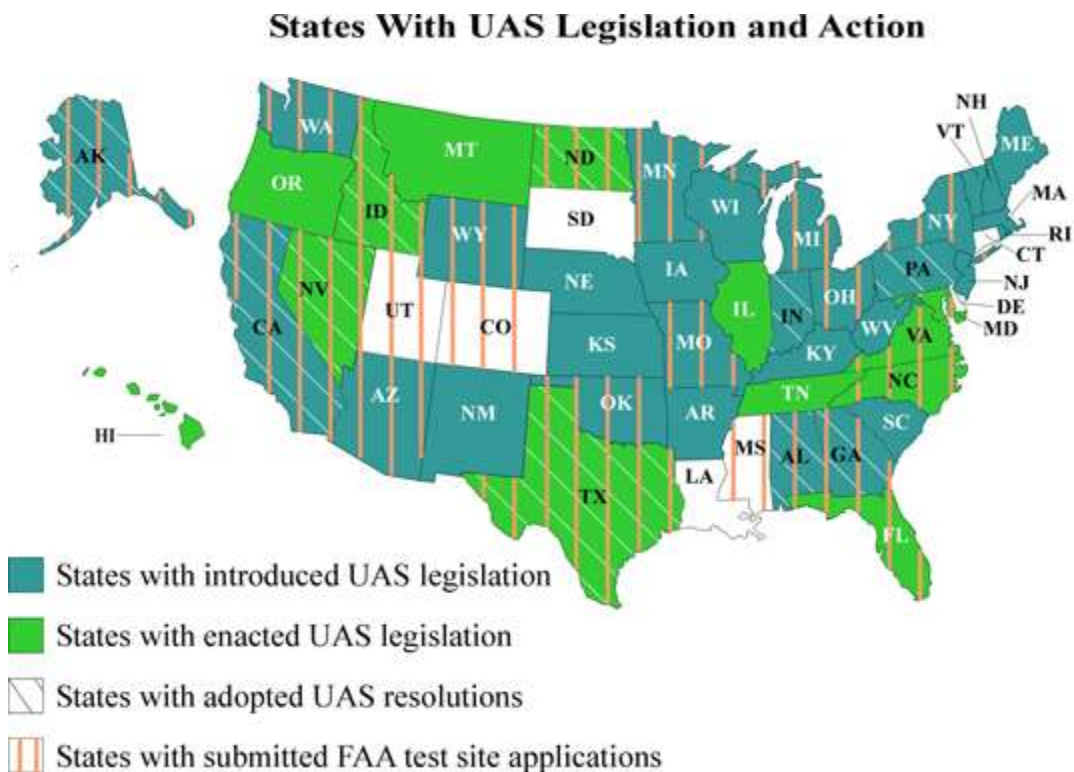 States With UAS Legislation and Action
NH
VT
ME
WA
AK
MT
ND
MN
OR
MA
ID
SD
WI
NY
WY
MI
RI
CT
IA
PA
NE
NJ
NV
OH
DE
UT
IL
IN
CO
MD
CA
WV
VA
KS
MO
KY
NC
AZ
TN
OK
NM
AR
SC
HI
MS
AL
GA
LA
TX
FL
States with introduced UAS legislation
States with enacted UAS legislation
States with adopted UAS resolutions
States with submitted FAA test site applications